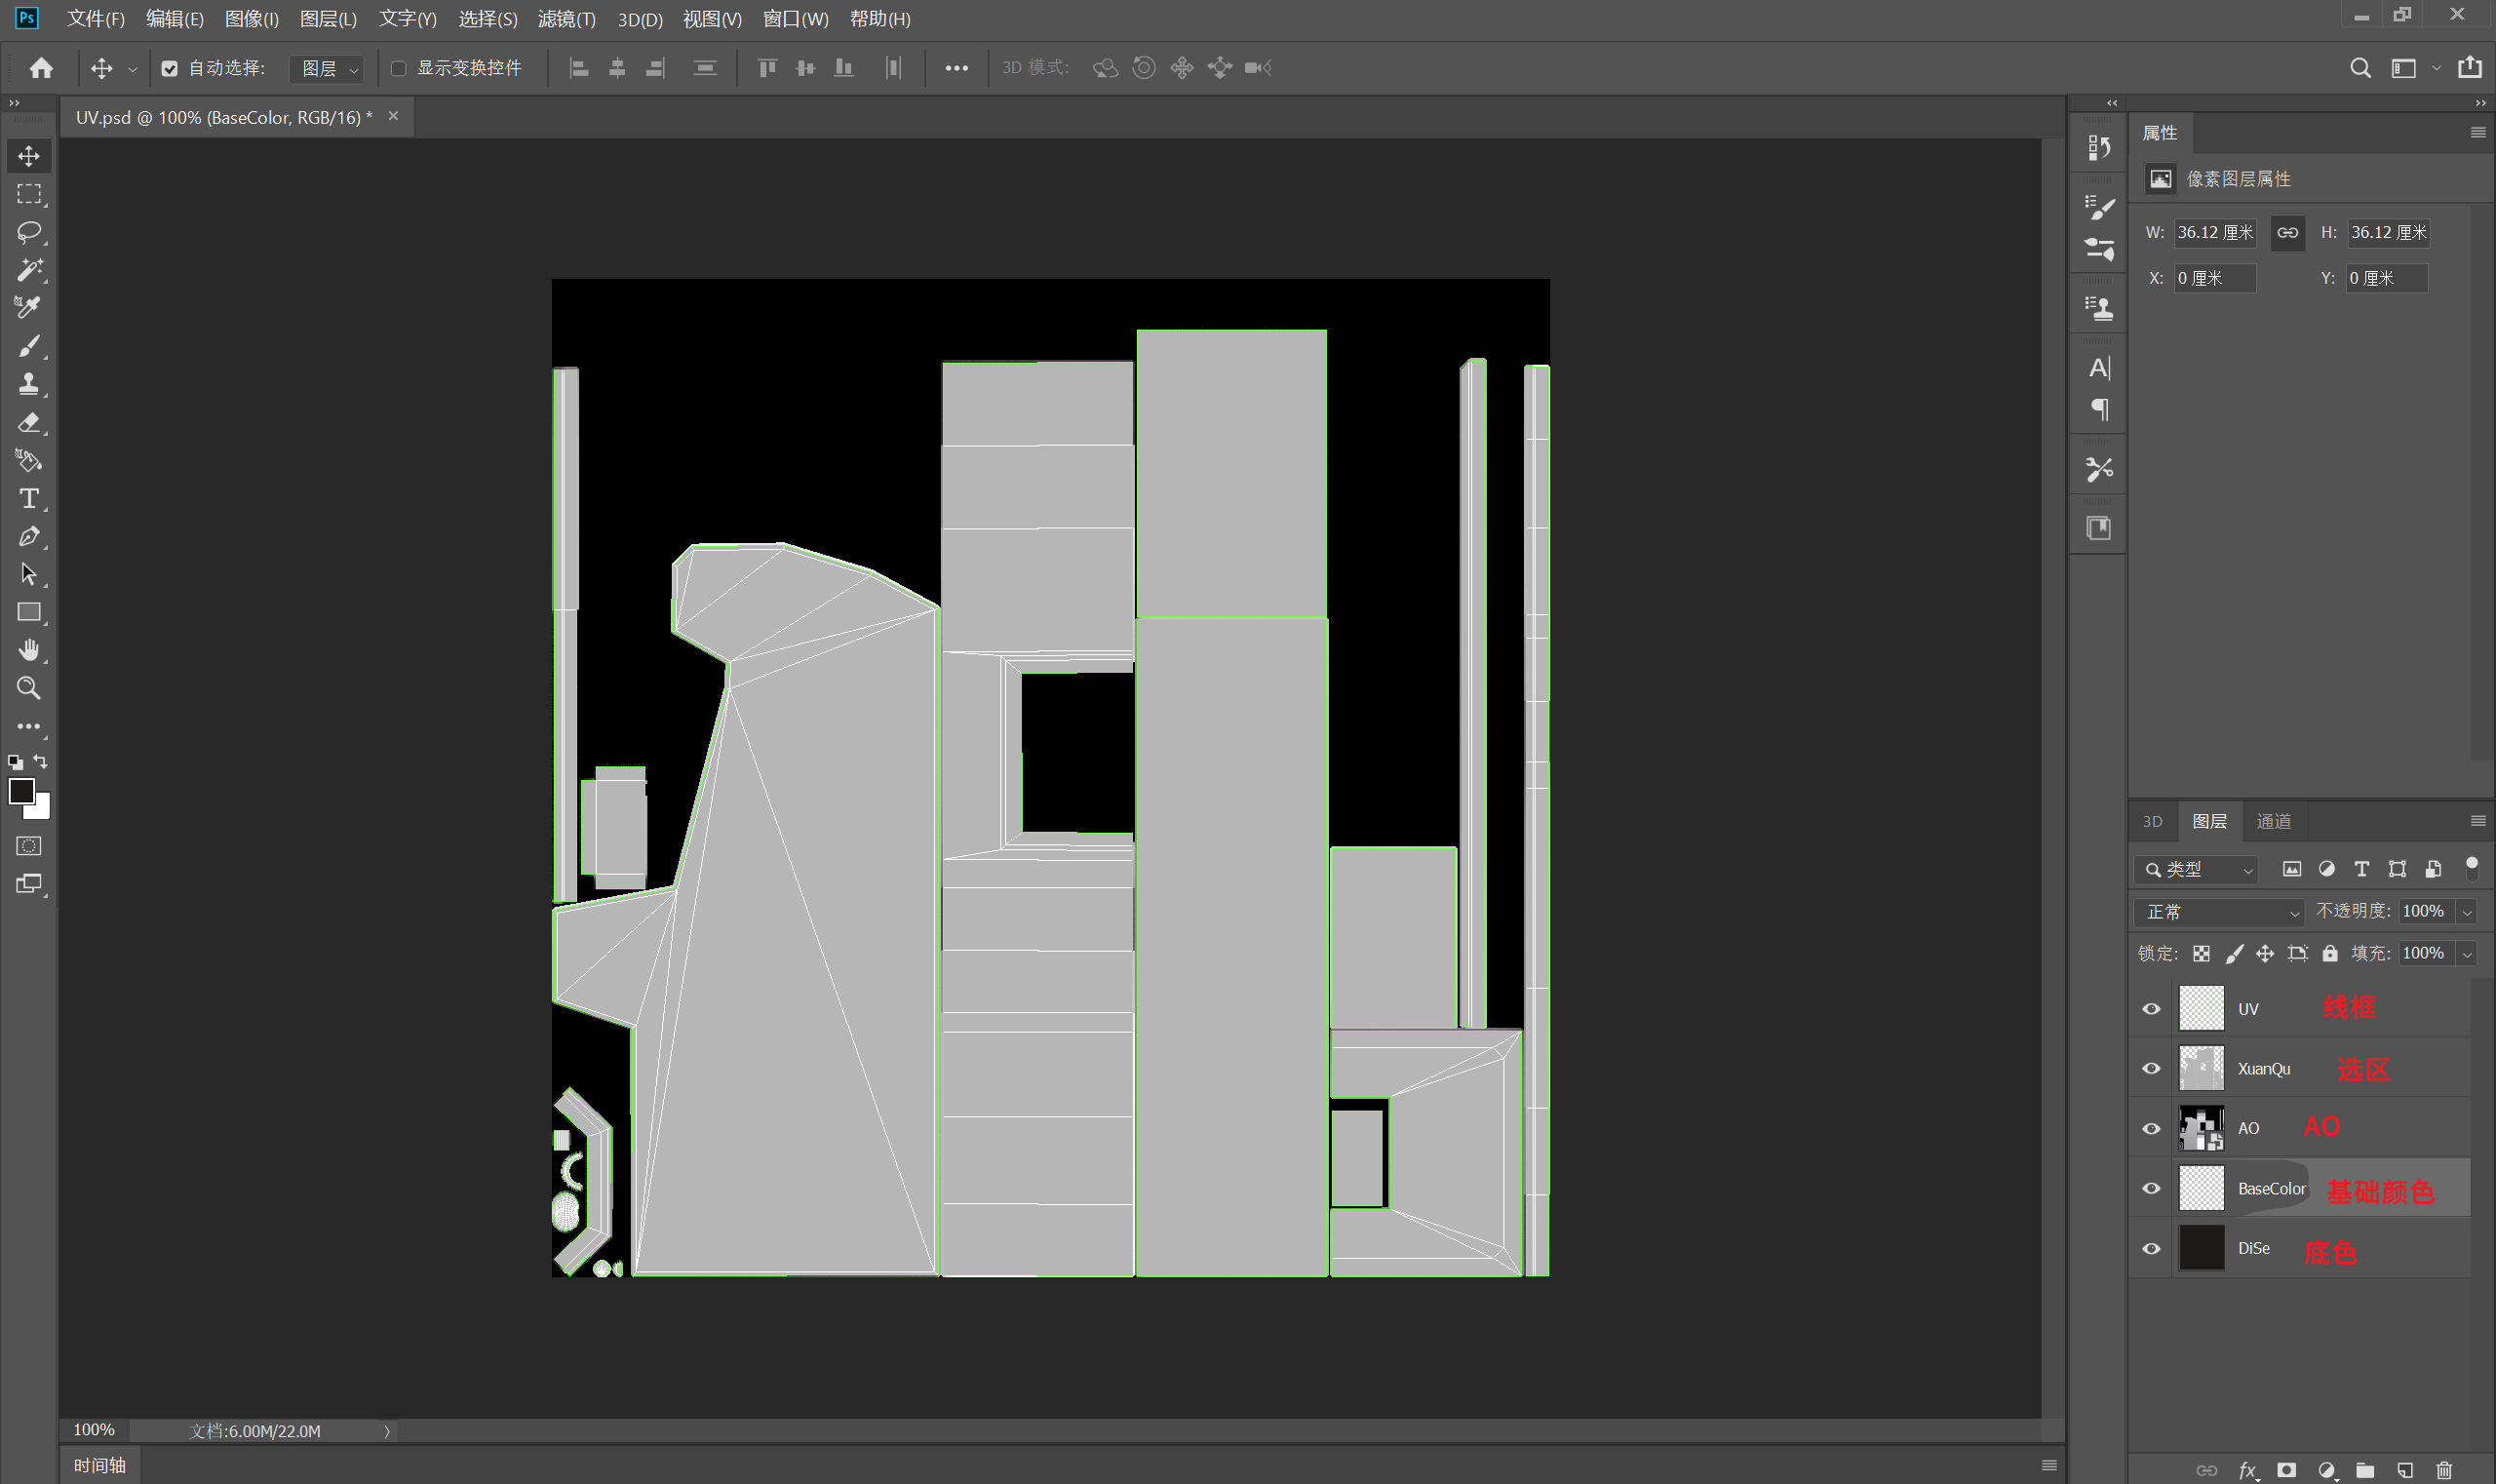 Ps 文件(F) 编辑(E) 图像(I) 图层(L) 文字(Y) 选择(S) 滤镜(T) 3D(D) 视图(V) 窗口(W) 帮助(H)
自动选择: 图层 显示变换控件 3D 模式:
UV.psd @ 100% (BaseColor, RGB/16) *
属性
像素图层属性
W: 36.12 厘米 H: 36.12 厘米
X: 0 厘米 Y: 0 厘米
3D 图层 通道
类型
正常 不透明度: 100%
锁定: 填充: 100%
UV 线框
XuanQu 选区
AO AO
BaseColor 基础颜色
DiSe 底色
100% 文档:6.00M/22.0M
时间轴